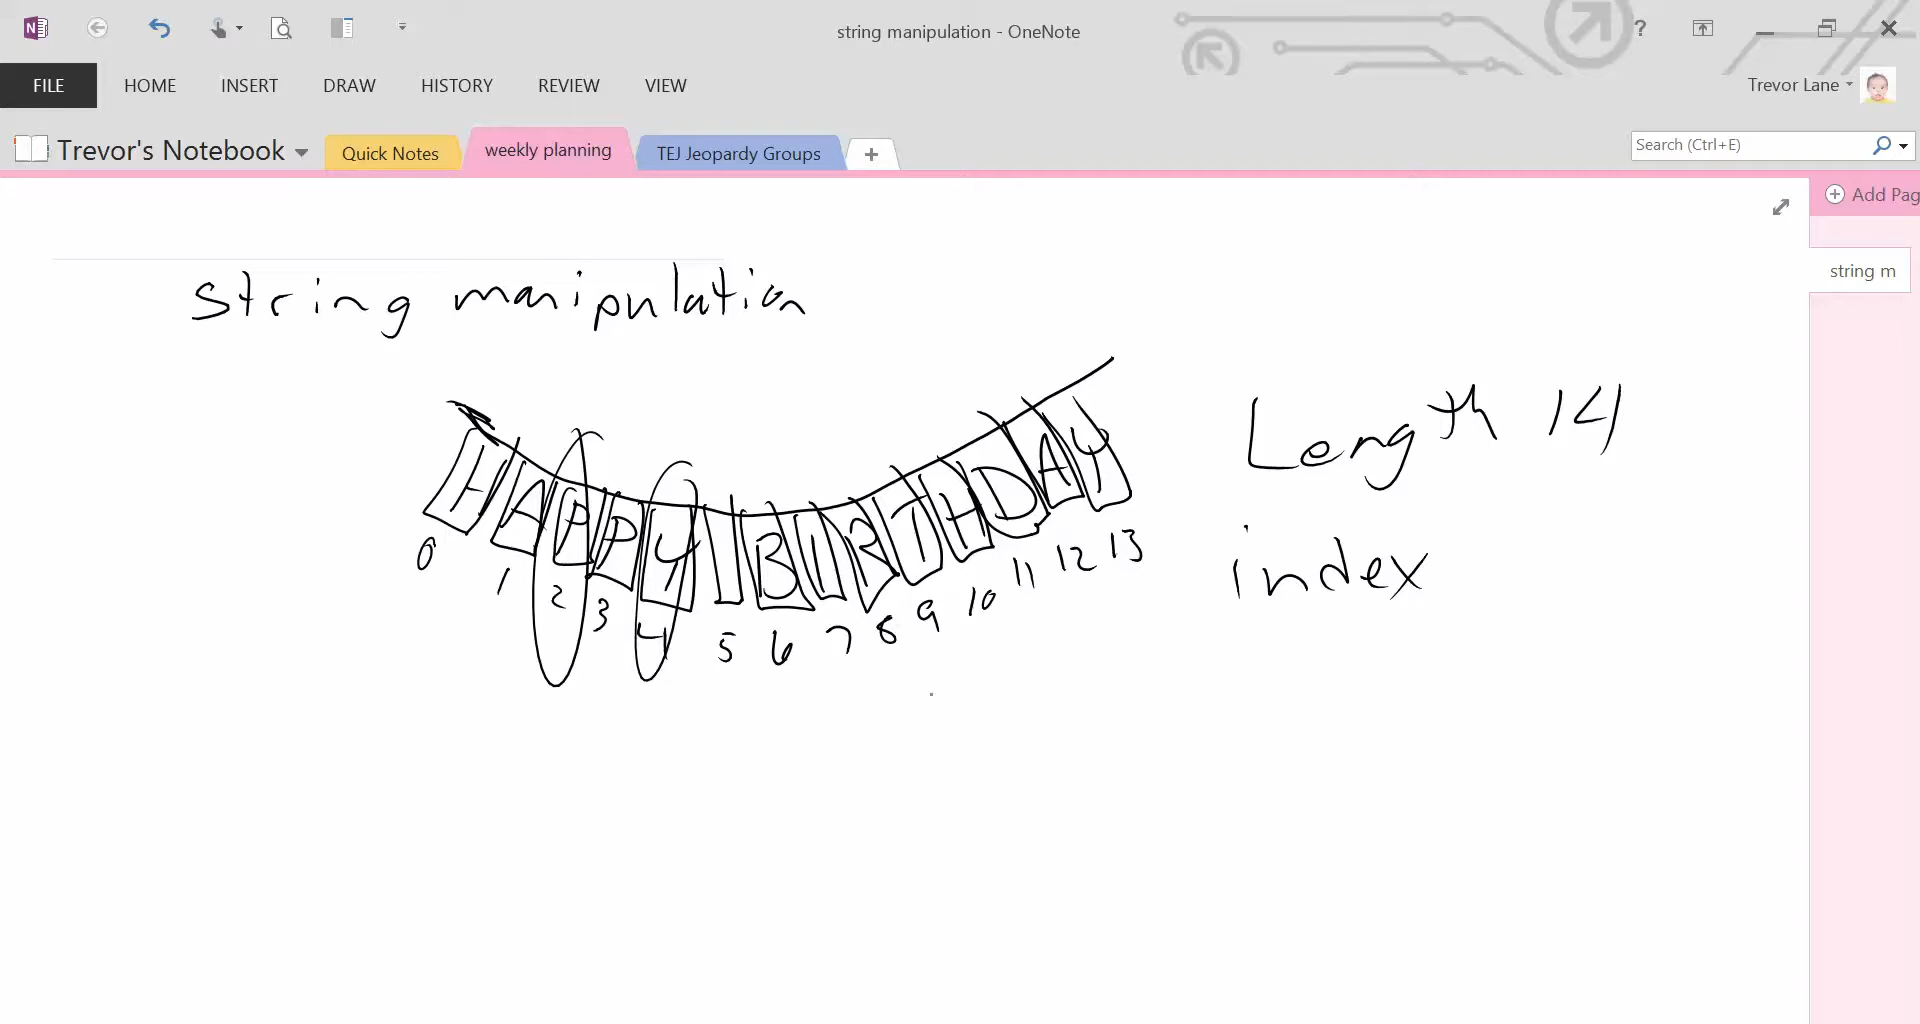 string manipulation - OneNote
?
FILE HOME INSERT DRAW HISTORY REVIEW VIEW
Trevor Lane
Trevor's Notebook Quick Notes weekly planning TEJ Jeopardy Groups +
Search (Ctrl+E)
Add Pag
string m
String manipulation
HAPPY BIRTHDAY
0 1 2 3 4 5 6 7 8 9 10 11 12 13
Length 14
index